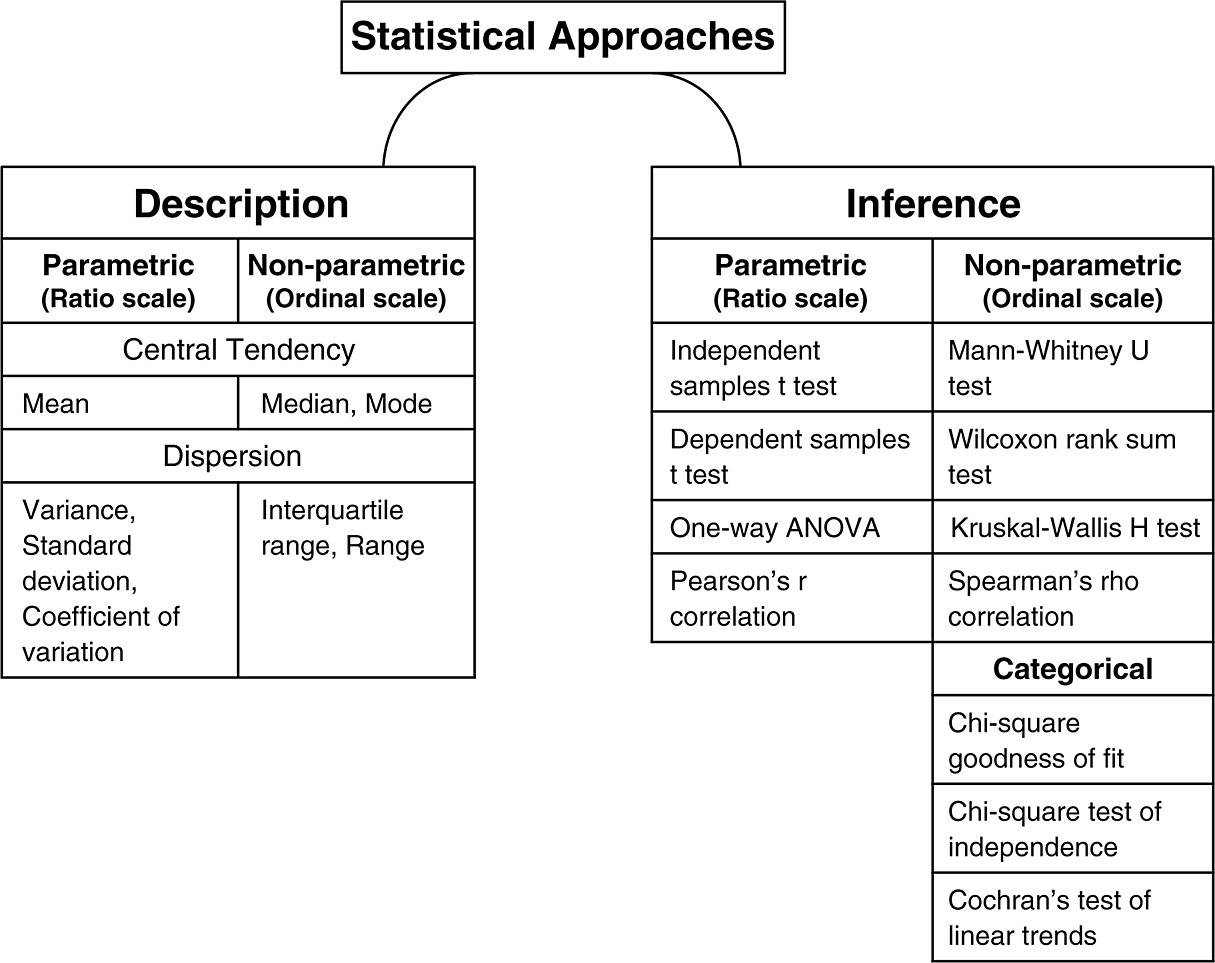 Statistical Approaches
Description
Parametric
(Ratio scale)
Non-parametric
(Ordinal scale)
Central Tendency
Mean
Median, Mode
Dispersion
Variance,
Standard
deviation,
Coefficient of
variation
Interquartile
range, Range
Inference
Parametric
(Ratio scale)
Non-parametric
(Ordinal scale)
Independent
samples t test
Mann-Whitney U
test
Dependent samples
t test
Wilcoxon rank sum
test
One-way ANOVA
Kruskal-Wallis H test
Pearson’s r
correlation
Spearman’s rho
correlation
Categorical
Chi-square
goodness of fit
Chi-square test of
independence
Cochran’s test of
linear trends